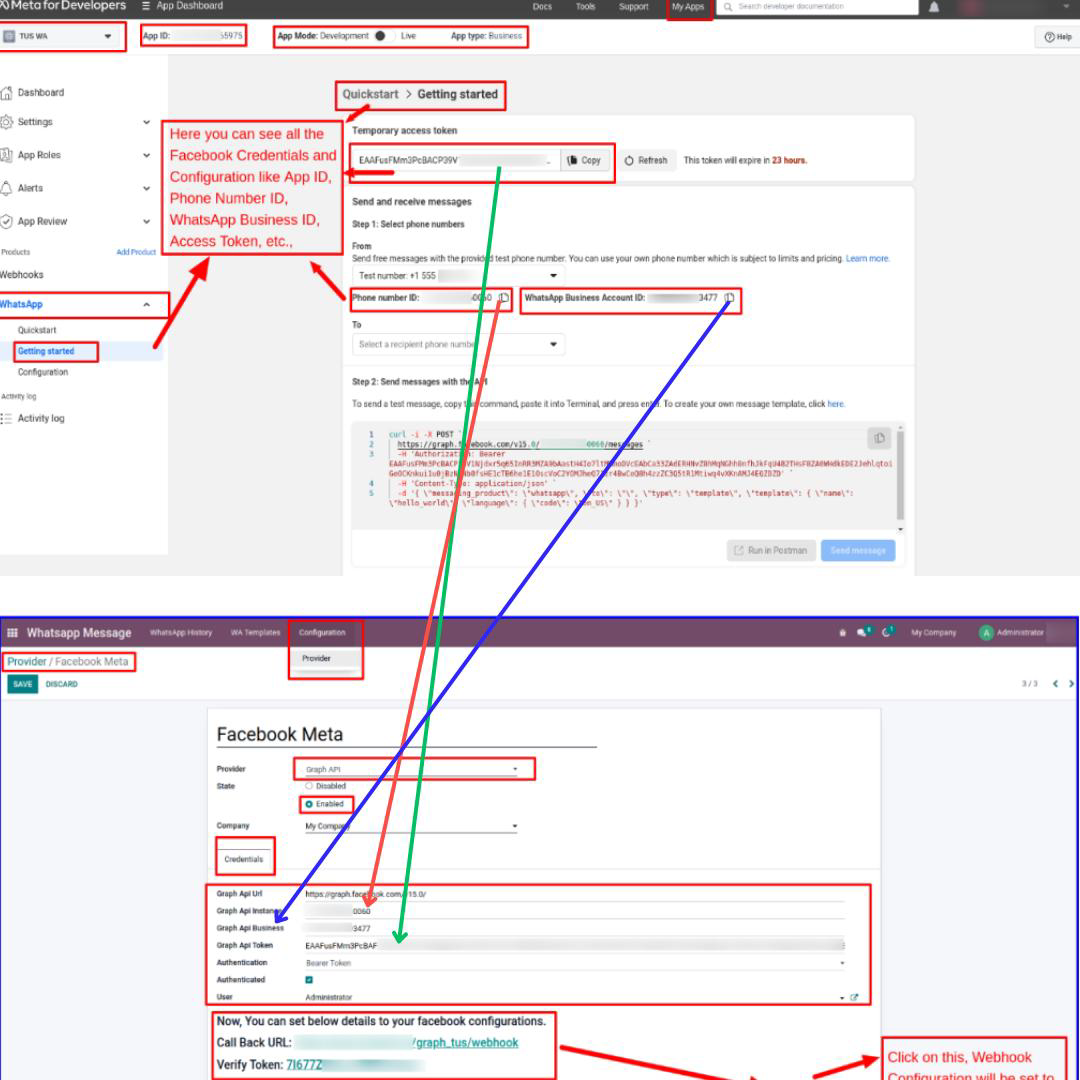 Meta for Developers ☰ App Dashboard Docs Tools Support My Apps Search developer documentation
TUS WA App ID: 65975 App Mode: Development Live App type: Business Help
Dashboard
Settings
App Roles
Alerts
App Review
Products Add Product
Webhooks
WhatsApp
Quickstart
Getting started
Configuration
Activity log
Activity log
Here you can see all the
Facebook Credentials and
Configuration like App ID,
Phone Number ID,
WhatsApp Business ID,
Access Token, etc.,
Quickstart > Getting started
Temporary access token
EAAFusFMm3PcBACP39V Copy Refresh This token will expire in 23 hours.
Send and receive messages
Step 1: Select phone numbers
From
Send free messages with the provided test phone number. You can use your own phone number which is subject to limits and pricing. Learn more.
Test number: +1 555
Phone number ID: 0060 WhatsApp Business Account ID: 3477
To
Select a recipient phone number
Step 2: Send messages with the API
To send a test message, copy this command, paste it into Terminal, and press enter. To create your own message template, click here.
1 curl -i -X POST `
2 https://graph.facebook.com/v15.0/ 0060/messages `
3 -H 'Authorization: Bearer
4 -H 'Content-Type: application/json' `
5 -d '{ \"messaging_product\": \"whatsapp\", \"to\": \"\", \"type\": \"template\", \"template\": { \"name\":
\"hello_world\", \"language\": { \"code\": \"en_US\" } } }'
Run in Postman Send message
Whatsapp Message WhatsApp History WA Templates Configuration My Company A Administrator
Provider
Provider / Facebook Meta
SAVE DISCARD 3 / 3
Facebook Meta
Provider Graph API
State Disabled
Enabled
Company My Company
Credentials
Graph Api Url https://graph.facebook.com/v15.0/
Graph Api Instance 0060
Graph Api Business 3477
Graph Api Token EAAFusFMm3PcBAF
Authentication Bearer Token
Authenticated
User Administrator
Now, You can set below details to your facebook configurations.
Call Back URL: /graph_tus/webhook
Verify Token: 7I677Z
Click on this, Webhook
Configuration will be set to